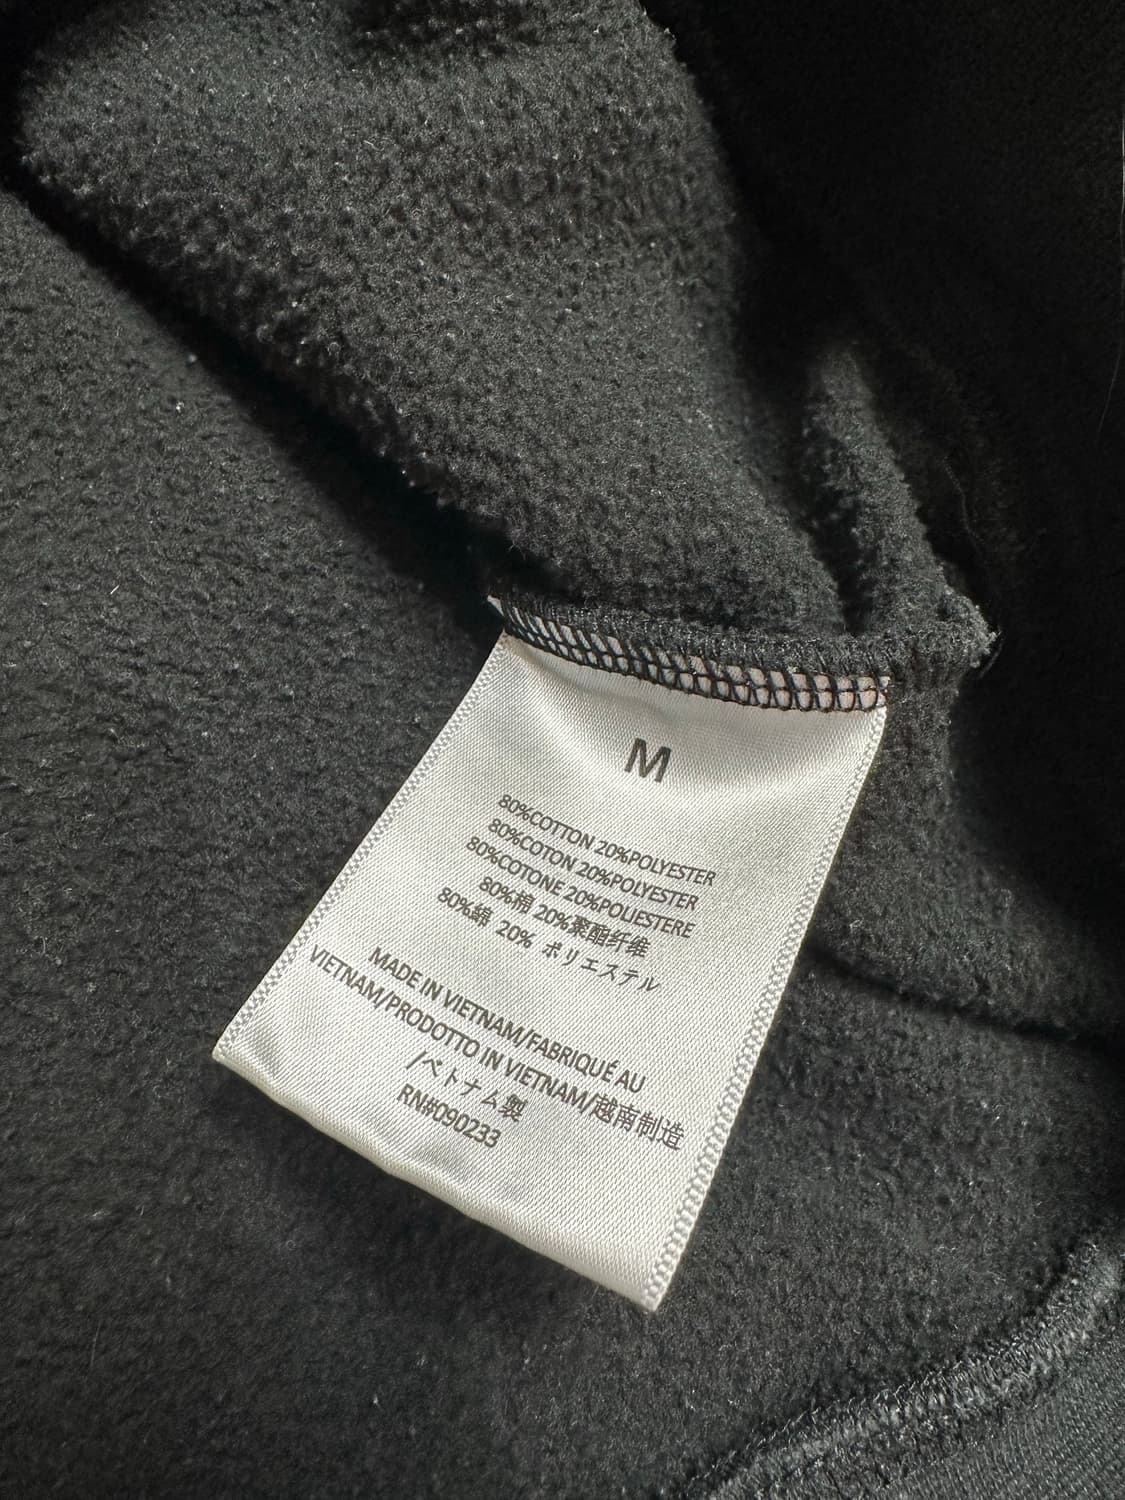 M
80%COTTON 20%POLYESTER
80%COTON 20%POLYESTER
80%COTONE 20%POLIESTERE
80%棉 20%聚酯纤维
80%綿 20% ポリエステル
MADE IN VIETNAM/FABRIQUÉ AU
VIETNAM/PRODOTTO IN VIETNAM/越南制造
/ベトナム製
RN#090233